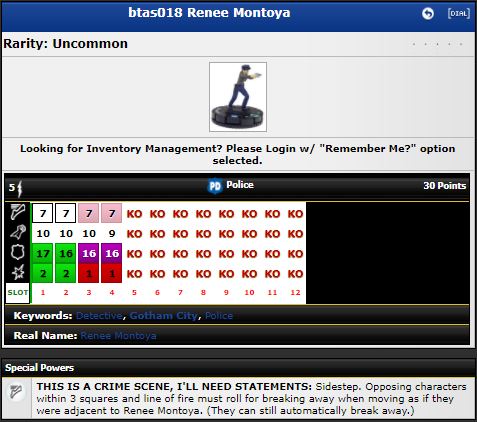 btas018 Renee Montoya [DIAL]
Rarity: Uncommon
Looking for Inventory Management? Please Login w/ "Remember Me?" option
selected.
5 PD Police 30 Points
7 7 7 7 KO KO KO KO KO KO KO KO
10 10 10 9 KO KO KO KO KO KO KO KO
17 16 16 16 KO KO KO KO KO KO KO KO
2 2 1 1 KO KO KO KO KO KO KO KO
SLOT 1 2 3 4 5 6 7 8 9 10 11 12
Keywords: Detective, Gotham City, Police
Real Name: Renee Montoya
Special Powers
THIS IS A CRIME SCENE, I'LL NEED STATEMENTS: Sidestep. Opposing characters
within 3 squares and line of fire must roll for breaking away when moving as if they
were adjacent to Renee Montoya. (They can still automatically break away.)